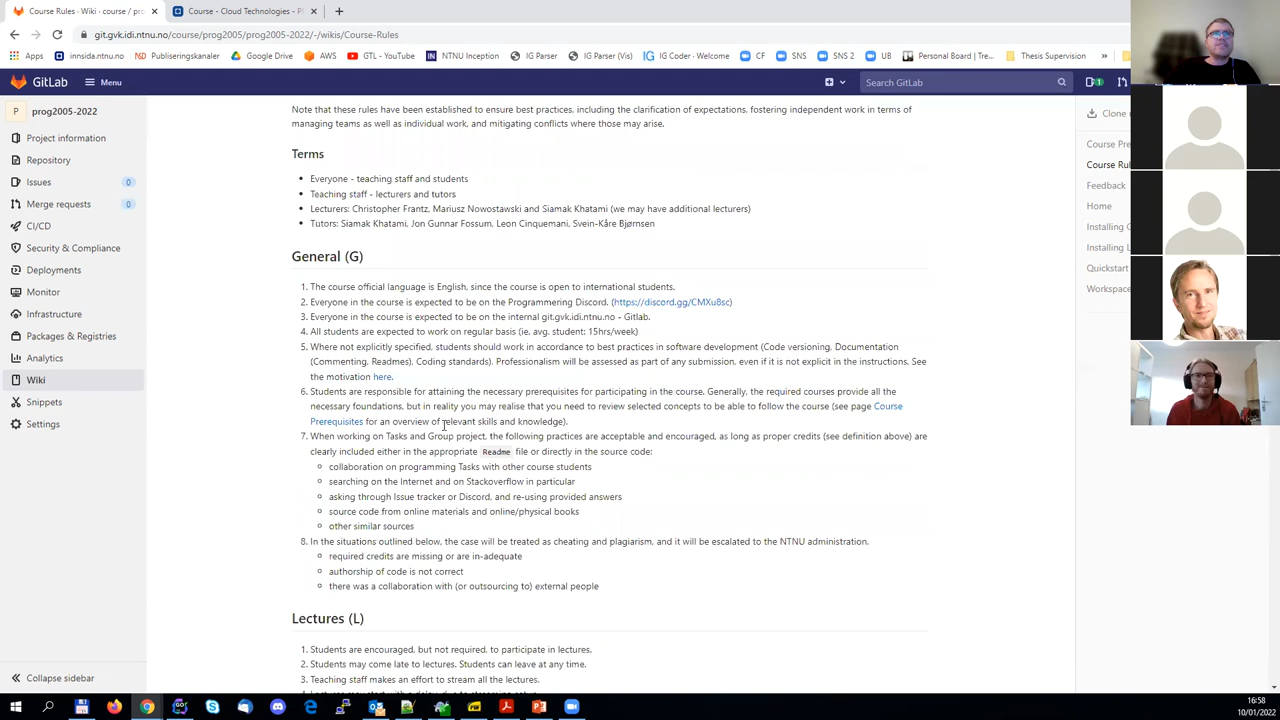 Course Rules · Wiki · course / pro
Course - Cloud Technologies - P
git.gvk.idi.ntnu.no/course/prog2005/prog2005-2022/-/wikis/Course-Rules
Apps
innsida.ntnu.no
Publiseringskanaler
Google Drive
AWS
GTL - YouTube
NTNU Inception
IG Parser
IG Parser (Vis)
IG Coder · Welcome
CF
SNS
SNS 2
UB
Personal Board | Tre...
Thesis Supervision
GitLab
Menu
Search GitLab
1
P prog2005-2022
Project information
Repository
Issues 0
Merge requests 0
CI/CD
Security & Compliance
Deployments
Monitor
Infrastructure
Packages & Registries
Analytics
Wiki
Snippets
Settings
Collapse sidebar
Note that these rules have been established to ensure best practices, including the clarification of expectations, fostering independent work in terms of
managing teams as well as individual work, and mitigating conflicts where those may arise.
Terms
• Everyone - teaching staff and students
• Teaching staff - lecturers and tutors
• Lecturers: Christopher Frantz, Mariusz Nowostawski and Siamak Khatami (we may have additional lecturers)
• Tutors: Siamak Khatami, Jon Gunnar Fossum, Leon Cinquemani, Svein-Kåre Bjørnsen
General (G)
1. The course official language is English, since the course is open to international students.
2. Everyone in the course is expected to be on the Programmering Discord. (https://discord.gg/CMXu8sc)
3. Everyone in the course is expected to be on the internal git.gvk.idi.ntnu.no - Gitlab.
4. All students are expected to work on regular basis (ie. avg. student: 15hrs/week)
5. Where not explicitly specified, students should work in accordance to best practices in software development (Code versioning, Documentation
(Commenting, Readmes), Coding standards). Professionalism will be assessed as part of any submission, even if it is not explicit in the instructions. See
the motivation here.
6. Students are responsible for attaining the necessary prerequisites for participating in the course. Generally, the required courses provide all the
necessary foundations, but in reality you may realise that you need to review selected concepts to be able to follow the course (see page Course
Prerequisites for an overview of relevant skills and knowledge).
7. When working on Tasks and Group project, the following practices are acceptable and encouraged, as long as proper credits (see definition above) are
clearly included either in the appropriate Readme file or directly in the source code:
◦ collaboration on programming Tasks with other course students
◦ searching on the Internet and on Stackoverflow in particular
◦ asking through Issue tracker or Discord, and re-using provided answers
◦ source code from online materials and online/physical books
◦ other similar sources
8. In the situations outlined below, the case will be treated as cheating and plagiarism, and it will be escalated to the NTNU administration.
◦ required credits are missing or are in-adequate
◦ authorship of code is not correct
◦ there was a collaboration with (or outsourcing to) external people
Lectures (L)
1. Students are encouraged, but not required, to participate in lectures.
2. Students may come late to lectures. Students can leave at any time.
3. Teaching staff makes an effort to stream all the lectures.
Clone
Course Pre
Course Rul
Feedback
Home
Installing
Installing
Quickstart
Workspace
16:58
10/01/2022